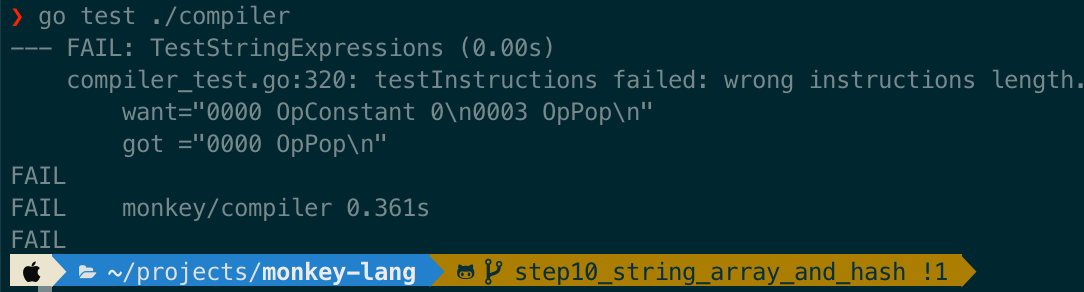 ❯ go test ./compiler
--- FAIL: TestStringExpressions (0.00s)
compiler_test.go:320: testInstructions failed: wrong instructions length.
want="0000 OpConstant 0\n0003 OpPop\n"
got ="0000 OpPop\n"
FAIL
FAIL monkey/compiler 0.361s
FAIL
~/projects/monkey-lang step10_string_array_and_hash !1